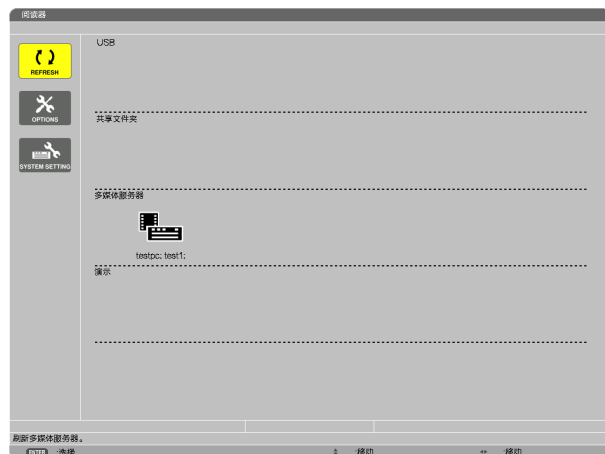 阅读器
USB
REFRESH
OPTIONS
共享文件夹
SYSTEM SETTING
多媒体服务器
testpc: test1:
演示
刷新多媒体服务器。
ENTER :选择 :移动 :移动